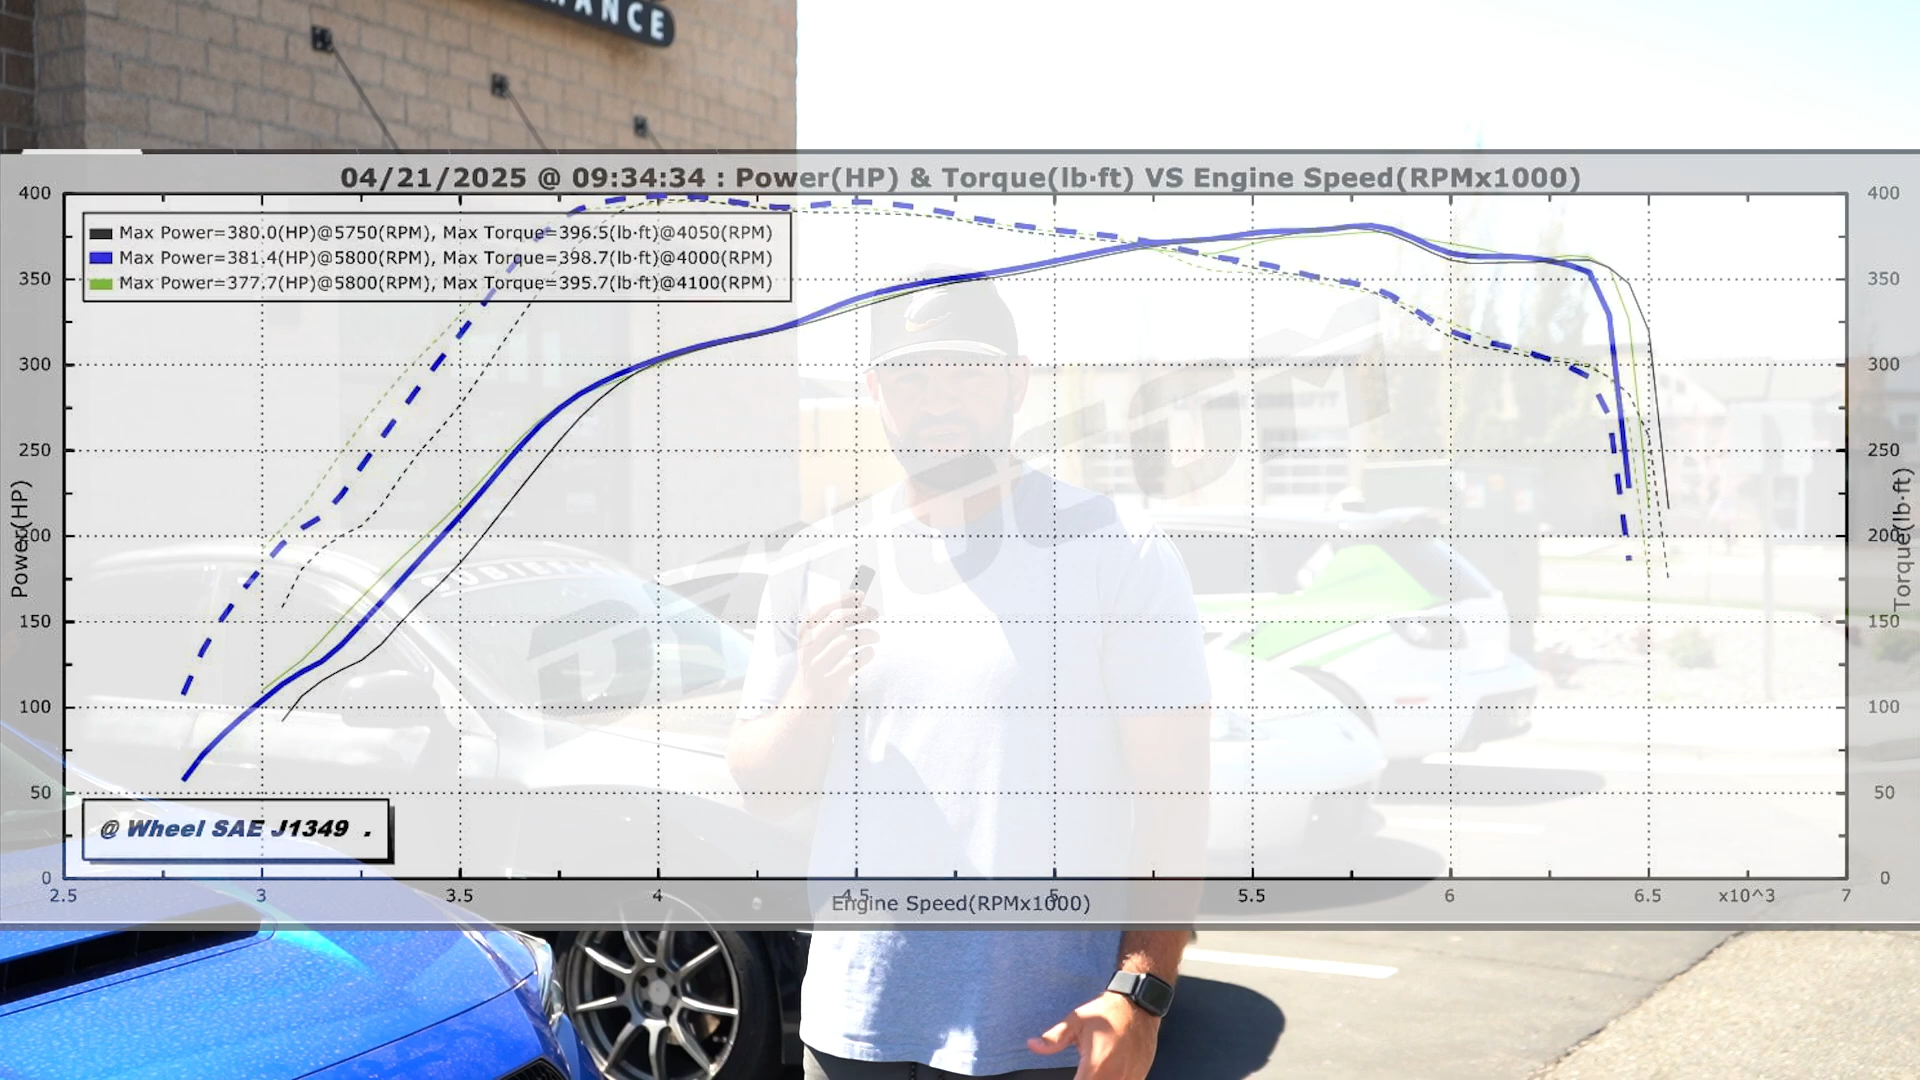 04/21/2025 @ 09:34:34 : Power(HP) & Torque(lb·ft) VS Engine Speed(RPMx1000)
400
400
Max Power=380.0(HP)@5750(RPM), Max Torque=396.5(lb·ft)@4050(RPM)
Max Power=381.4(HP)@5800(RPM), Max Torque=398.7(lb·ft)@4000(RPM)
Max Power=377.7(HP)@5800(RPM), Max Torque=395.7(lb·ft)@4100(RPM)
350
350
300
300
250
250
Power(HP)
Torque(lb·ft)
200
200
150
150
100
100
50
50
@ Wheel SAE J1349 .
0
0
2.5 3 3.5 4 4.5 5 5.5 6 6.5 x10^3 7
Engine Speed(RPMx1000)